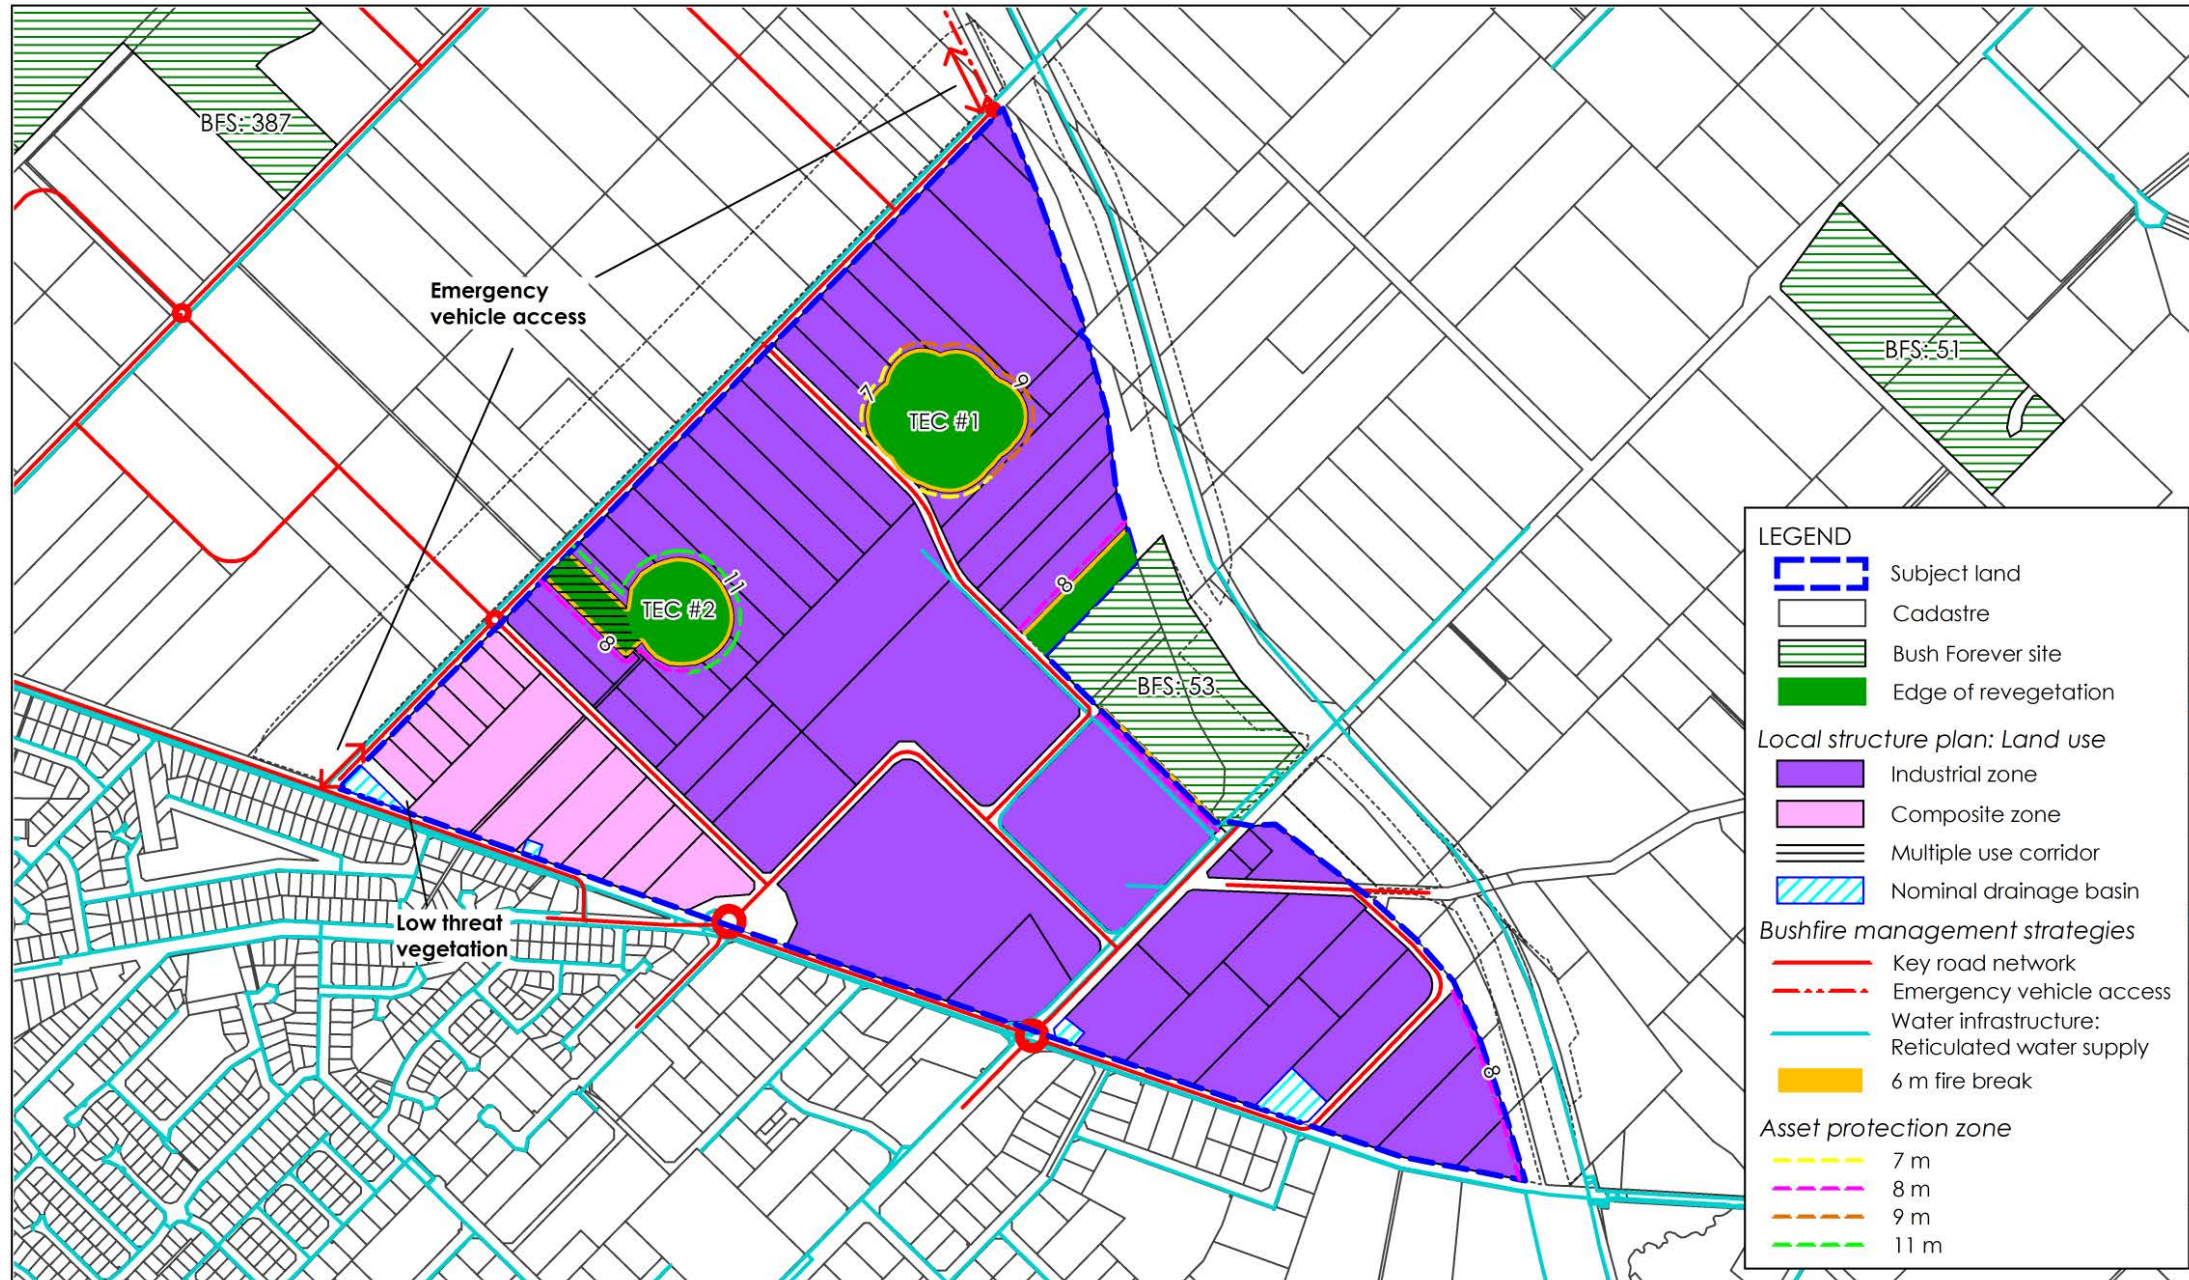 BFS: 387
Emergency
vehicle access
7
9
TEC #1
BFS: 51
8
11
TEC #2
8
BFS: 53
Low threat
vegetation
8
LEGEND
Subject land
Cadastre
Bush Forever site
Edge of revegetation
Local structure plan: Land use
Industrial zone
Composite zone
Multiple use corridor
Nominal drainage basin
Bushfire management strategies
Key road network
Emergency vehicle access
Water infrastructure:
Reticulated water supply
6 m fire break
Asset protection zone
7 m
8 m
9 m
11 m